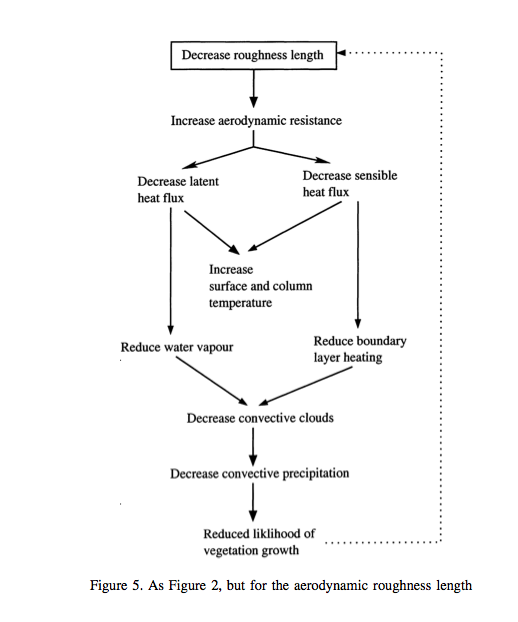 Decrease roughness length
Increase aerodynamic resistance
Decrease latent
heat flux
Decrease sensible
heat flux
Increase
surface and column
temperature
Reduce water vapour
Reduce boundary
layer heating
Decrease convective clouds
Decrease convective precipitation
Reduced liklihood of
vegetation growth
Figure 5. As Figure 2, but for the aerodynamic roughness length